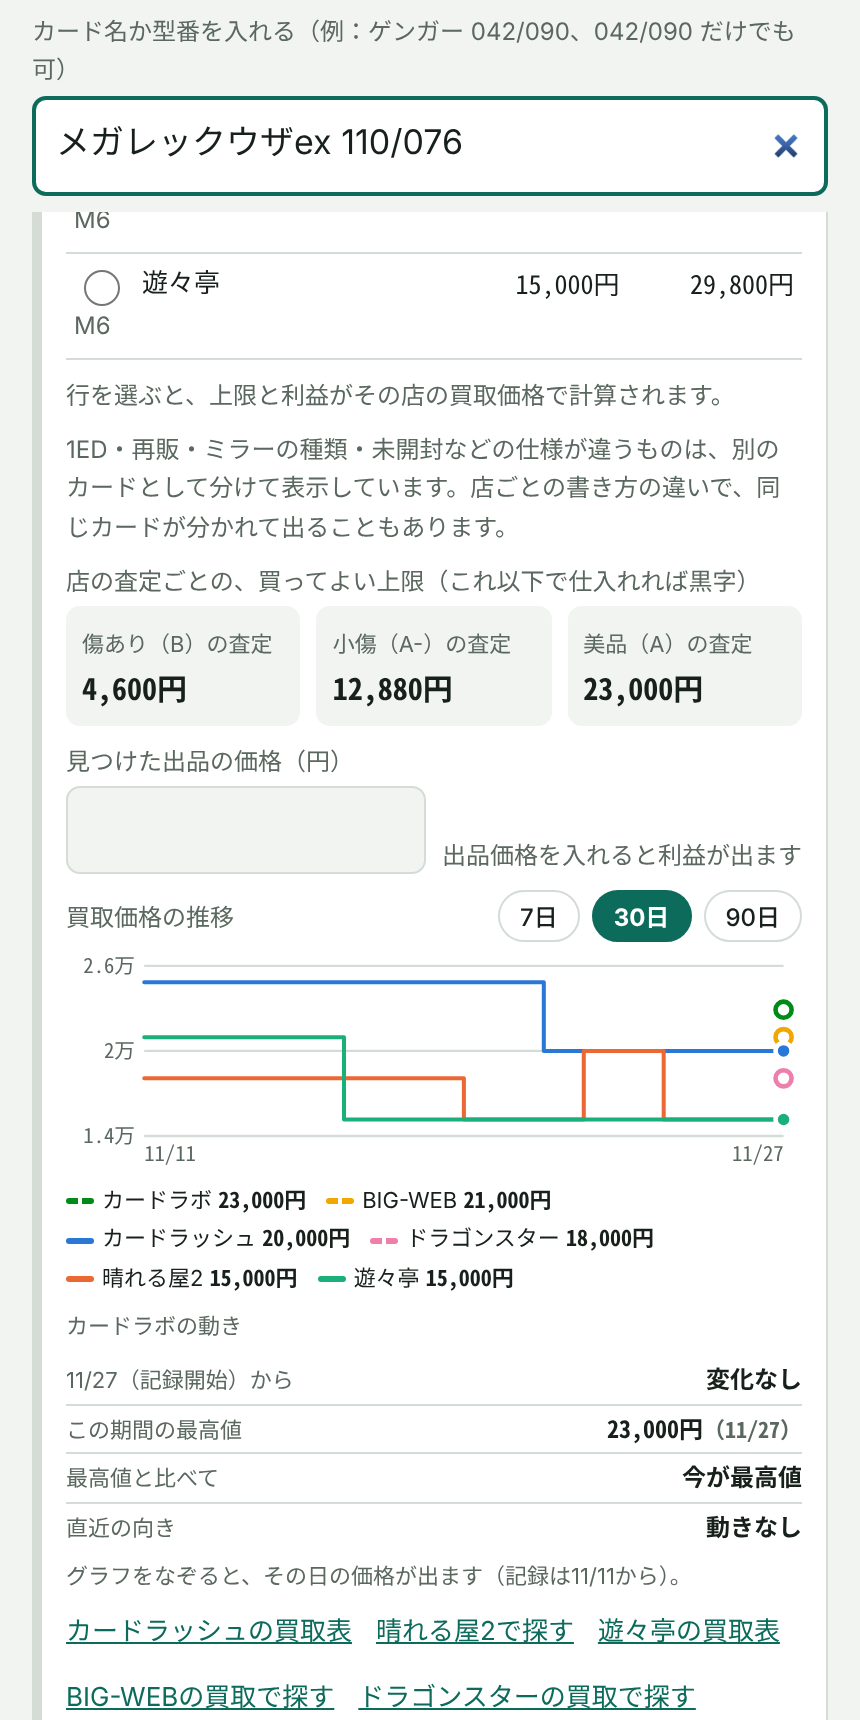 カード名か型番を入れる（例：ゲンガー 042/090、042/090 だけでも
可）
メガレックウザex 110/076
M6
遊々亭 15,000円 29,800円
M6
行を選ぶと、上限と利益がその店の買取価格で計算されます。
1ED・再販・ミラーの種類・未開封などの仕様が違うものは、別の
カードとして分けて表示しています。店ごとの書き方の違いで、同
じカードが分かれて出ることもあります。
店の査定ごとの、買ってよい上限（これ以下で仕入れれば黒字）
傷あり（B）の査定 小傷（A-）の査定 美品（A）の査定
4,600円 12,880円 23,000円
見つけた出品の価格（円）
出品価格を入れると利益が出ます
買取価格の推移 7日 30日 90日
2.6万
2万
1.4万
11/11 11/27
カードラボ 23,000円 BIG-WEB 21,000円
カードラッシュ 20,000円 ドラゴンスター 18,000円
晴れる屋2 15,000円 遊々亭 15,000円
カードラボの動き
11/27（記録開始）から 変化なし
この期間の最高値 23,000円（11/27）
最高値と比べて 今が最高値
直近の向き 動きなし
グラフをなぞると、その日の価格が出ます（記録は11/11から）。
カードラッシュの買取表 晴れる屋2で探す 遊々亭の買取表
BIG-WEBの買取で探す ドラゴンスターの買取で探す